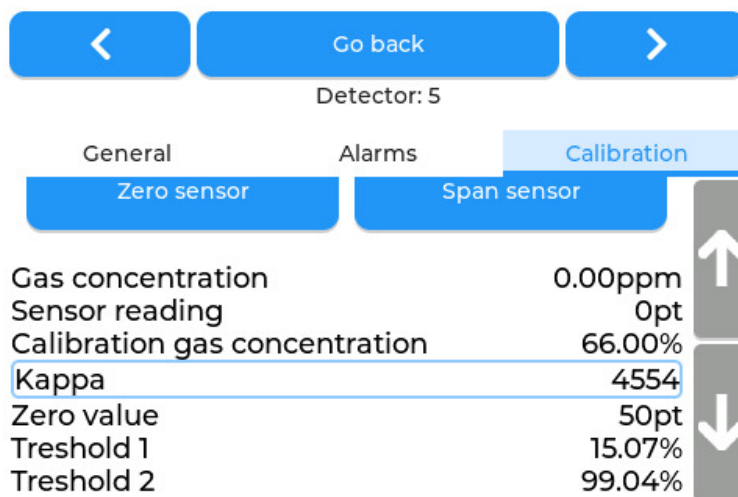 Go back
Detector: 5
General Alarms Calibration
Zero sensor Span sensor
Gas concentration 0.00ppm
Sensor reading 0pt
Calibration gas concentration 66.00%
Kappa 4554
Zero value 50pt
Treshold 1 15.07%
Treshold 2 99.04%